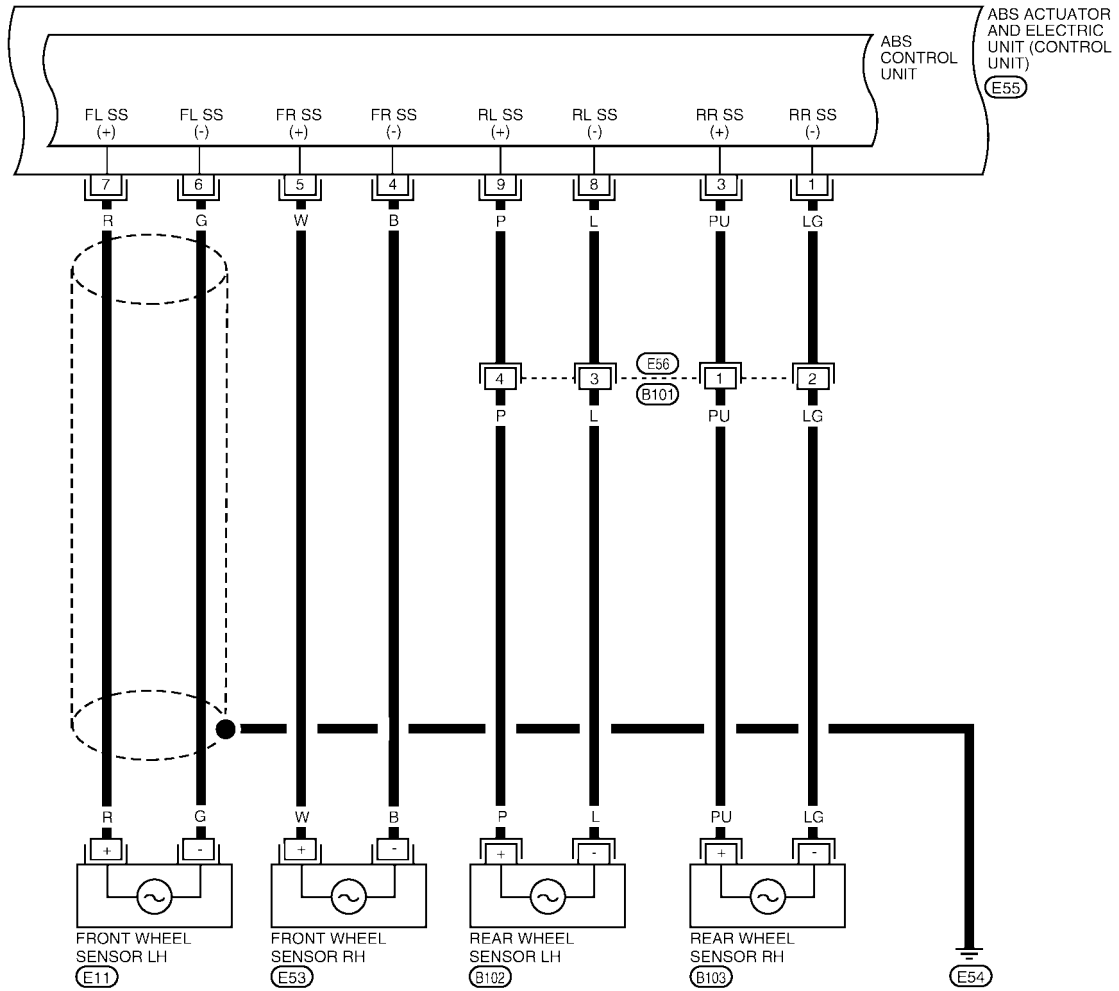 ABS ACTUATOR
AND ELECTRIC
UNIT (CONTROL
UNIT)
E55
ABS
CONTROL
UNIT
FL SS FL SS FR SS FR SS RL SS RL SS RR SS RR SS
(+) (-) (+) (-) (+) (-) (+) (-)
7 6 5 4 9 8 3 1
R G W B P L PU LG
E56
4 3 1 2
B101
P L PU LG
R G W B P L PU LG
+ - + - + - + -
FRONT WHEEL
SENSOR LH
E11
FRONT WHEEL
SENSOR RH
E53
REAR WHEEL
SENSOR LH
B102
REAR WHEEL
SENSOR RH
B103
E54